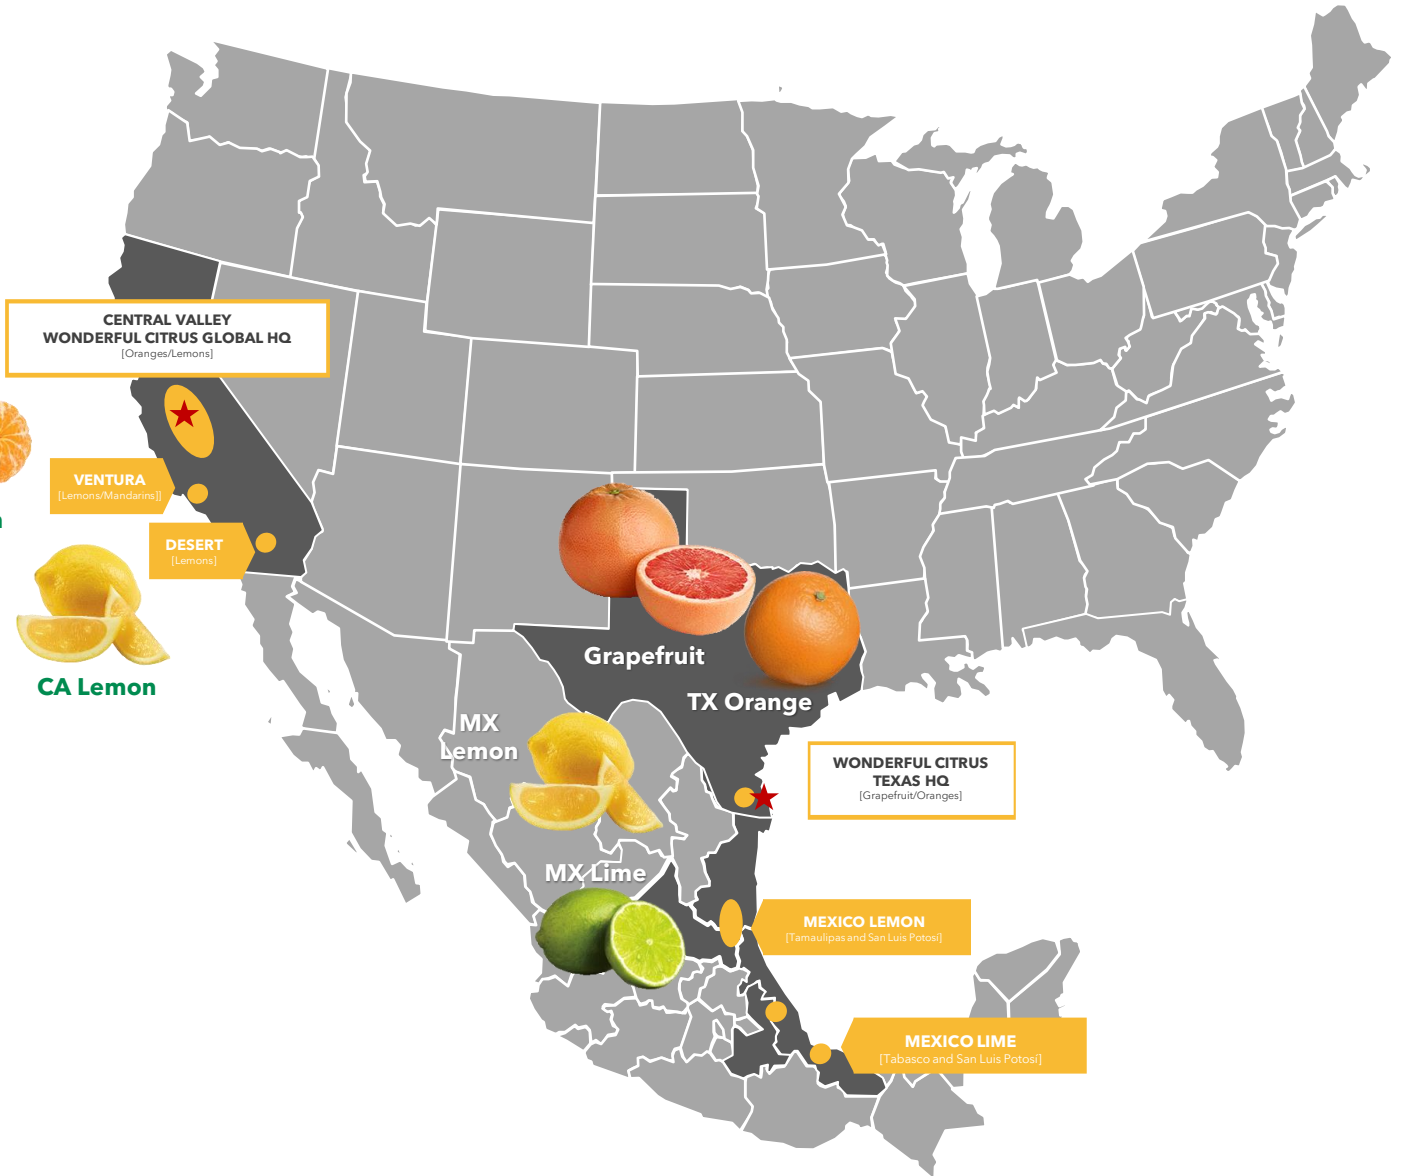 CENTRAL VALLEY
WONDERFUL CITRUS GLOBAL HQ
[Oranges/Lemons]
VENTURA
[Lemons/Mandarins]]
DESERT
[Lemons]
CA Lemon
Grapefruit
TX Orange
MX
Lemon
WONDERFUL CITRUS
TEXAS HQ
[Grapefruit/Oranges]
MX Lime
MEXICO LEMON
[Tamaulipas and San Luis Potosí]
MEXICO LIME
[Tabasco and San Luis Potosí]